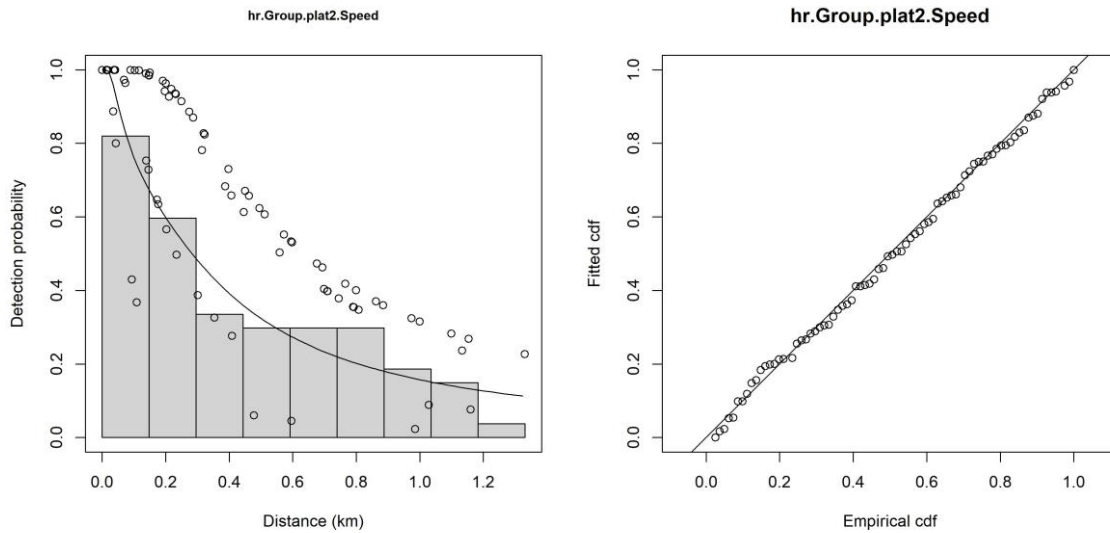 hr.Group.plat2.Speed
Detection probability
1.0
0.8
0.6
0.4
0.2
0.0
0.0 0.2 0.4 0.6 0.8 1.0 1.2
Distance (km)
hr.Group.plat2.Speed
Fitted cdf
1.0
0.8
0.6
0.4
0.2
0.0
0.0 0.2 0.4 0.6 0.8 1.0
Empirical cdf